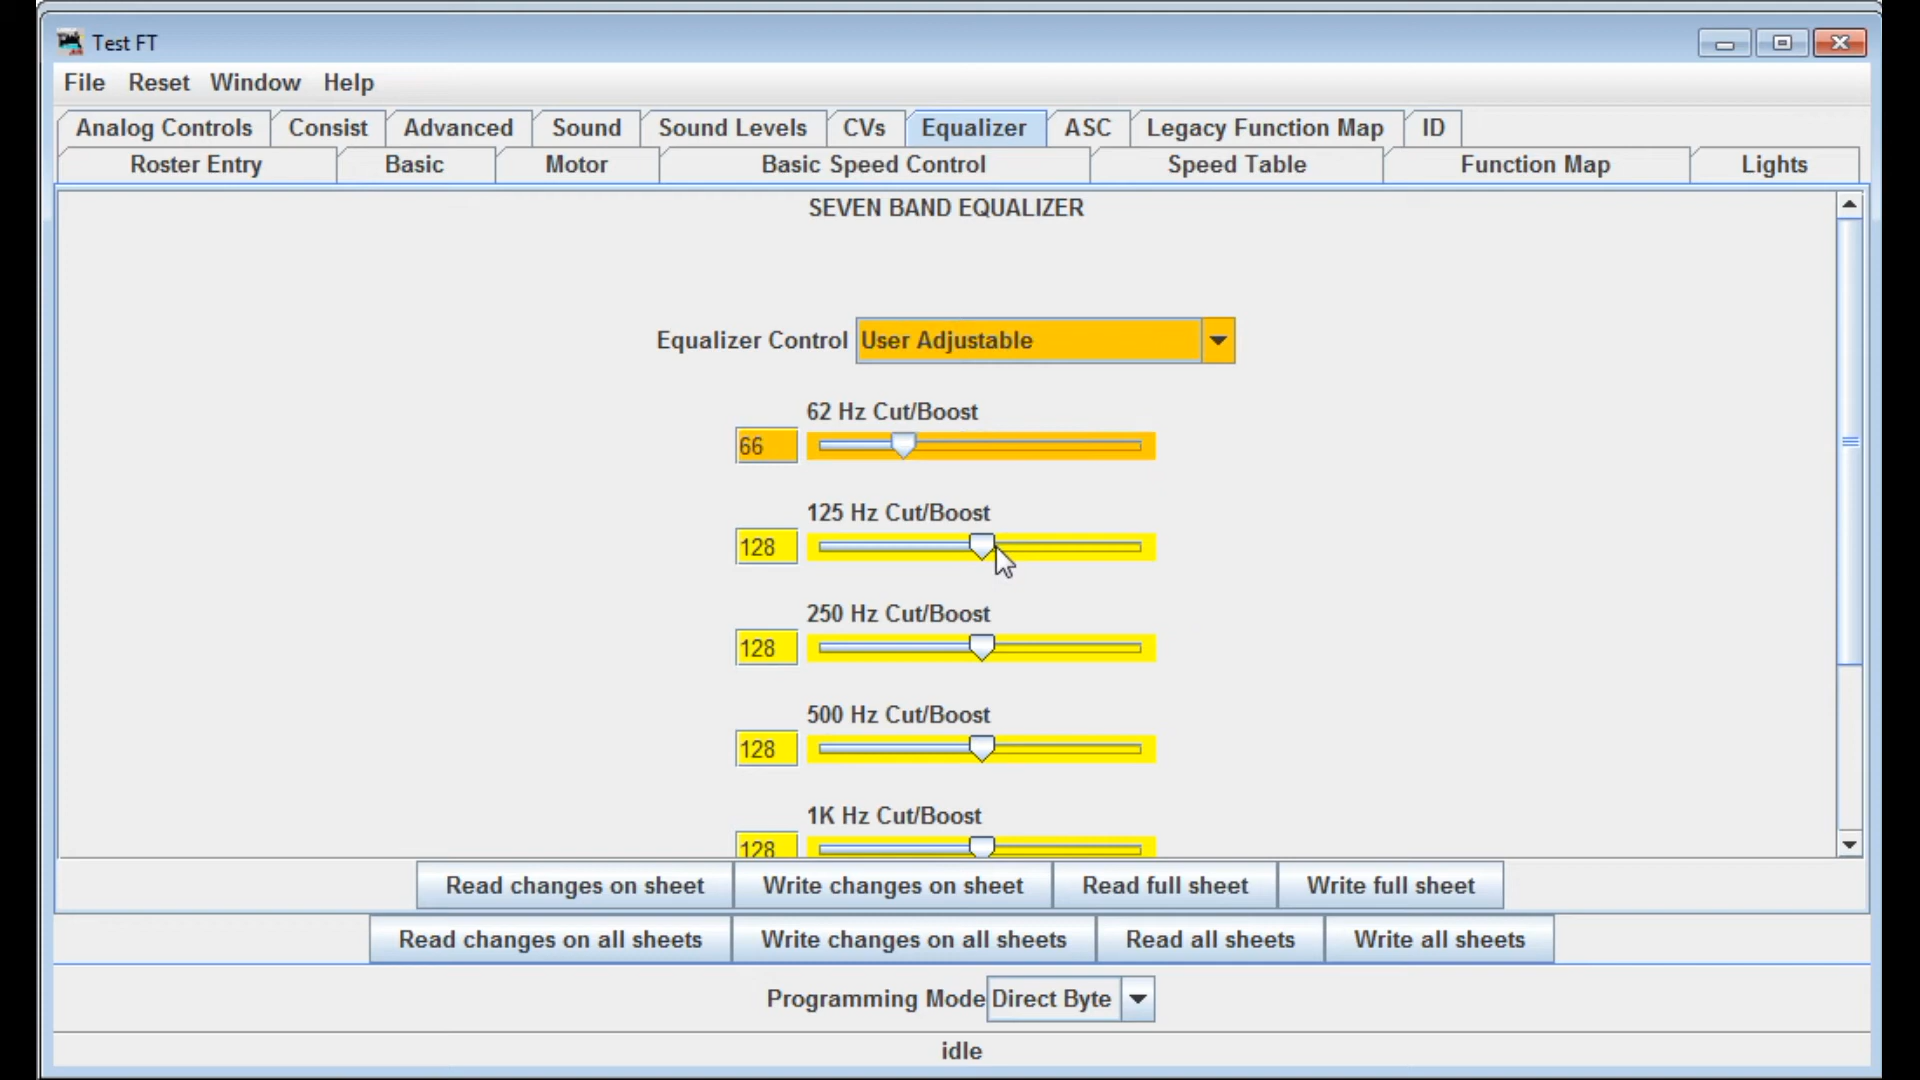 Test FT
File Reset Window Help
Analog Controls Consist Advanced Sound Sound Levels CVs Equalizer ASC Legacy Function Map ID
Roster Entry Basic Motor Basic Speed Control Speed Table Function Map Lights
SEVEN BAND EQUALIZER
Equalizer Control User Adjustable
62 Hz Cut/Boost
66
125 Hz Cut/Boost
128
250 Hz Cut/Boost
128
500 Hz Cut/Boost
128
1K Hz Cut/Boost
128
Read changes on sheet Write changes on sheet Read full sheet Write full sheet
Read changes on all sheets Write changes on all sheets Read all sheets Write all sheets
Programming Mode Direct Byte
idle